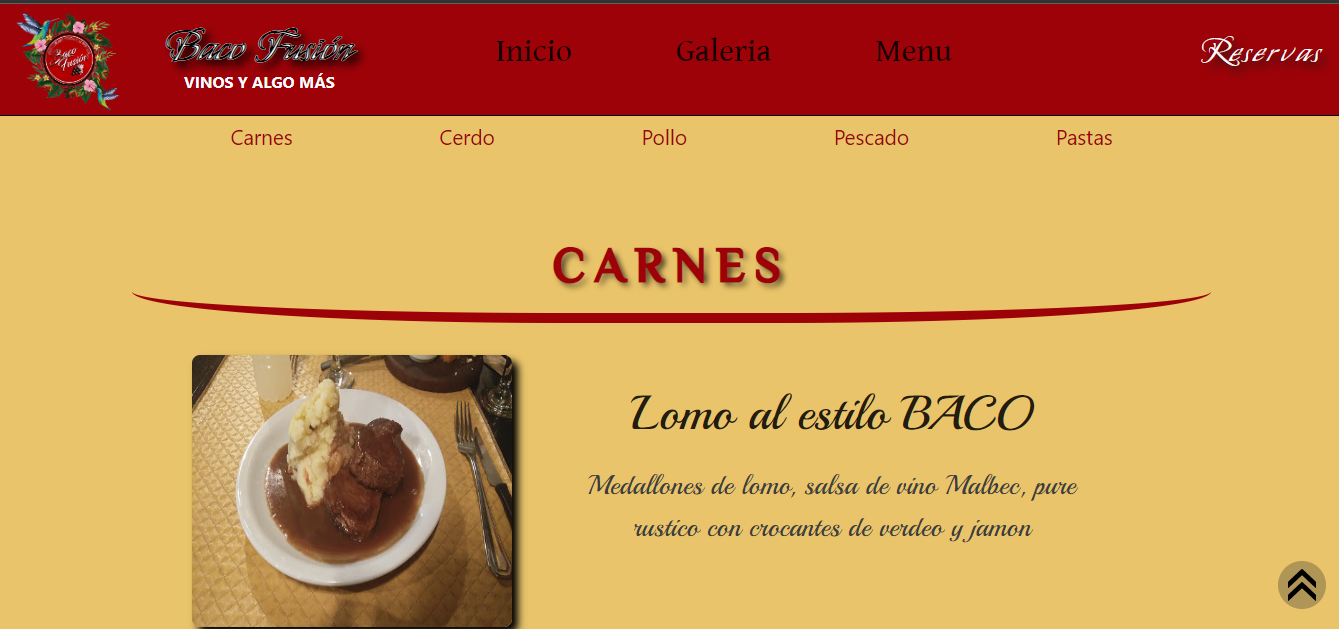 Baco Fusión
Baco Fusión
VINOS Y ALGO MÁS
Inicio
Galeria
Menu
Reservas
Carnes
Cerdo
Pollo
Pescado
Pastas
CARNES
Lomo al estilo BACO
Medallones de lomo, salsa de vino Malbec, pure
rustico con crocantes de verdeo y jamon